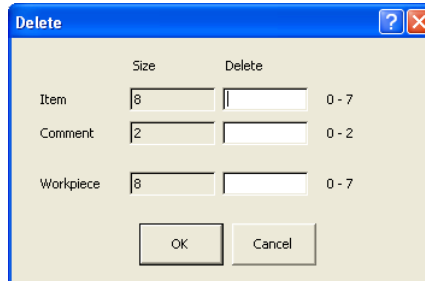 Delete
Size Delete
Item 8 0 - 7
Comment 2 0 - 2
Workpiece 8 0 - 7
OK Cancel